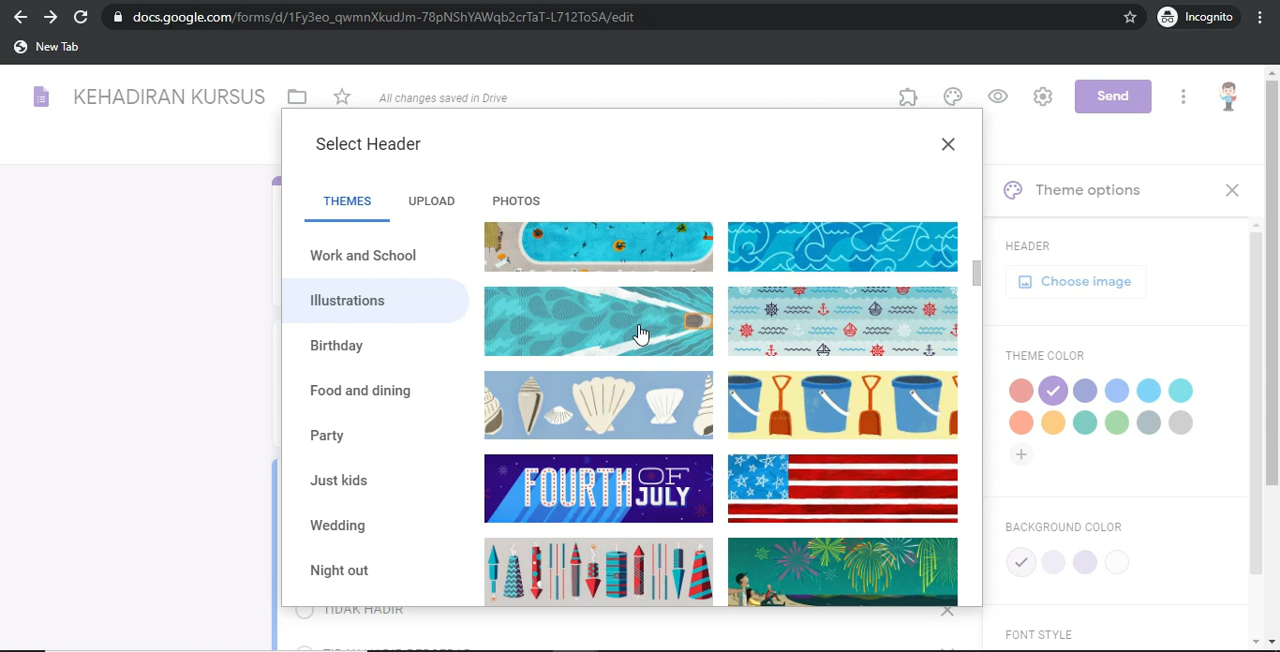 docs.google.com/forms/d/1Fy3eo_qwmnXkudJm-78pNShYAWqb2crTaT-L712ToSA/edit
Incognito
New Tab
KEHADIRAN KURSUS
All changes saved in Drive
Send
Select Header
THEMES UPLOAD PHOTOS
Work and School
Illustrations
Birthday
Food and dining
Party
Just kids
Wedding
Night out
FOURTH OF JULY
Theme options
HEADER
Choose image
THEME COLOR
BACKGROUND COLOR
FONT STYLE
TIDAK HADIR